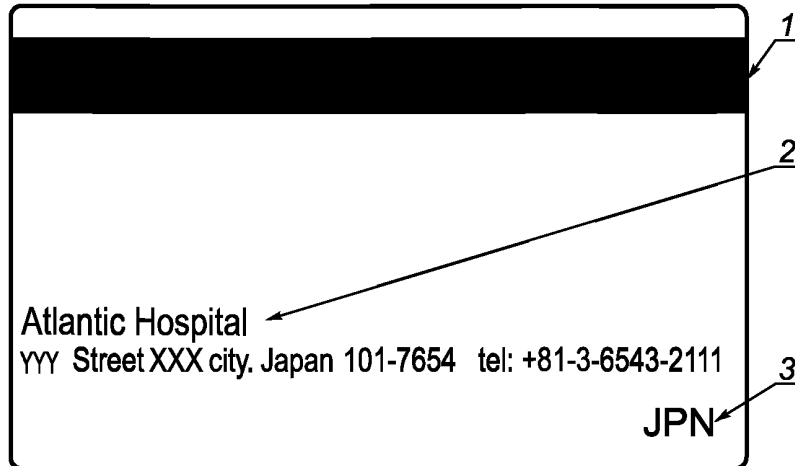 1
2
Atlantic Hospital
YYY Street XXX city. Japan 101-7654 tel: +81-3-6543-2111
3
JPN